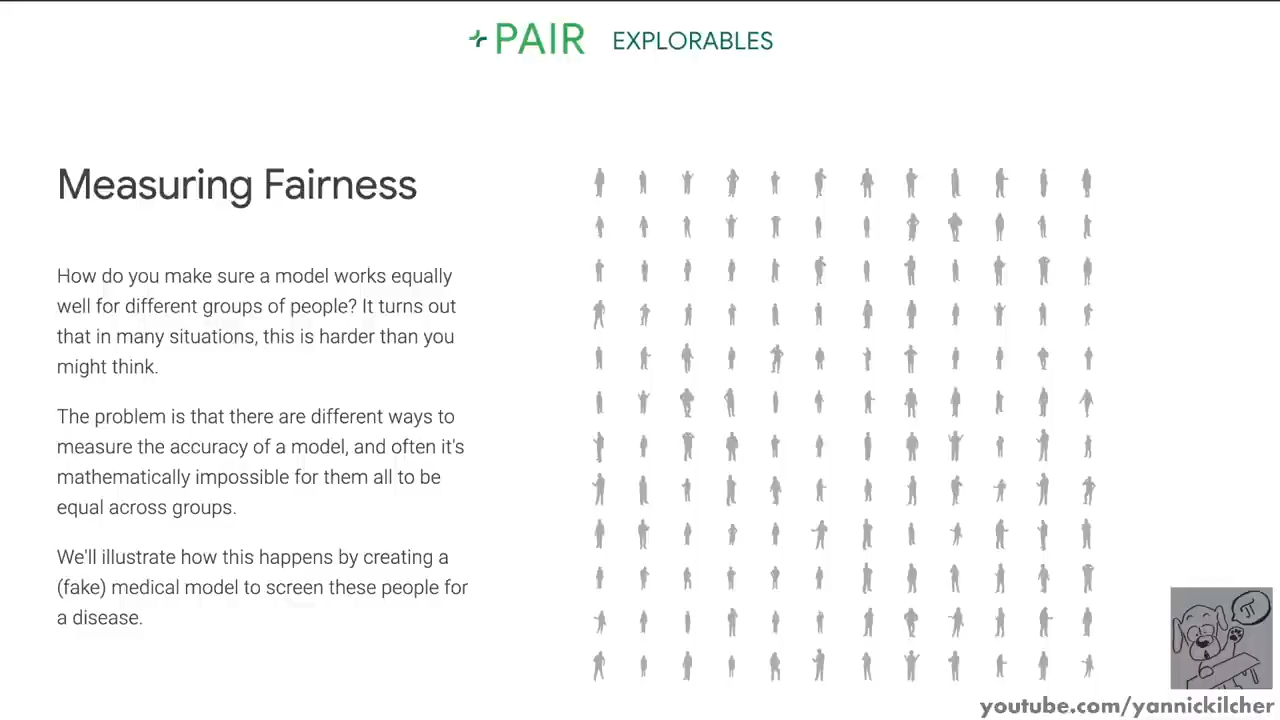 PAIR EXPLORABLES
Measuring Fairness
How do you make sure a model works equally
well for different groups of people? It turns out
that in many situations, this is harder than you
might think.
The problem is that there are different ways to
measure the accuracy of a model, and often it's
mathematically impossible for them all to be
equal across groups.
We'll illustrate how this happens by creating a
(fake) medical model to screen these people for
a disease.
π
youtube.com/yannickilcher